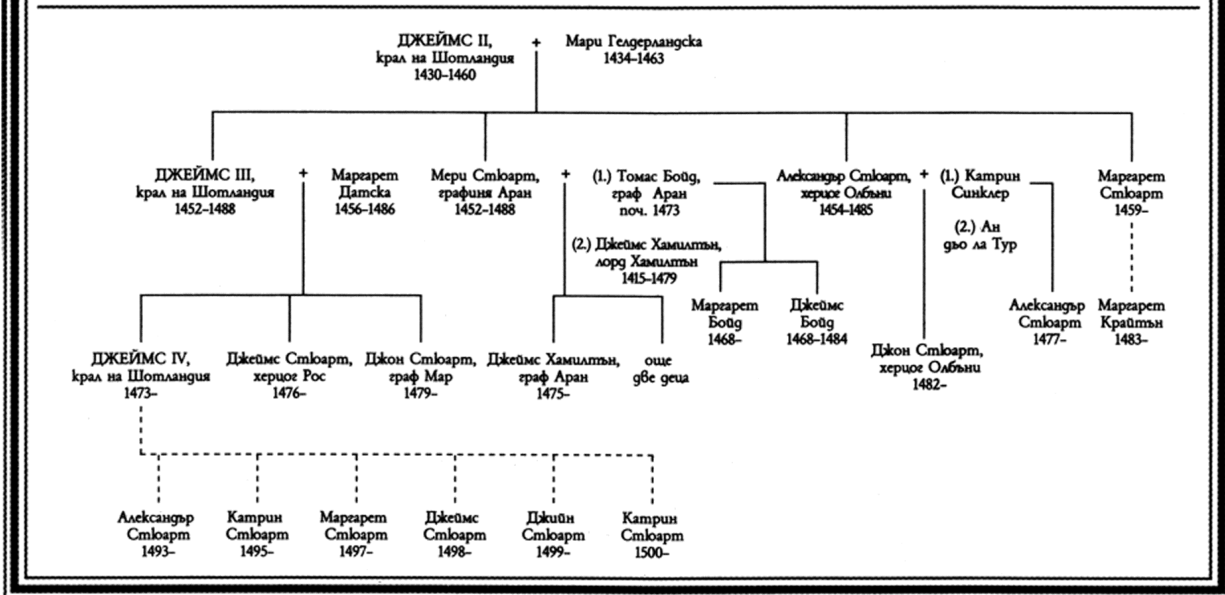 ДЖЕЙМС II,
крал на Шотландия
1430–1460
+
Мари Гелдерландска
1434–1463
ДЖЕЙМС III,
крал на Шотландия
1452–1488
+
Маргарет
Датска
1456–1486
Мери Стюарт,
графиня Аран
1452–1488
+
(1.) Томас Бойд,
граф Аран
поч. 1473
(2.) Джеймс Хамилтън,
лорд Хамилтън
1415–1479
Александър Стюарт,
херцог Олбъни
1454–1485
+
(1.) Катрин
Синклер
(2.) Ан
дьо ла Тур
Маргарет
Стюарт
1459–
ДЖЕЙМС IV,
крал на Шотландия
1473–
Джеймс Стюарт,
херцог Рос
1476–
Джон Стюарт,
граф Мар
1479–
Джеймс Хамилтън,
граф Аран
1475–
още
две деца
Маргарет
Бойд
1468–
Джеймс
Бойд
1468–1484
Джон Стюарт,
херцог Олбъни
1482–
Александър
Стюарт
1477–
Маргарет
Крайтън
1483–
Александър
Стюарт
1493–
Катрин
Стюарт
1495–
Маргарет
Стюарт
1497–
Джеймс
Стюарт
1498–
Джийн
Стюарт
1499–
Катрин
Стюарт
1500–